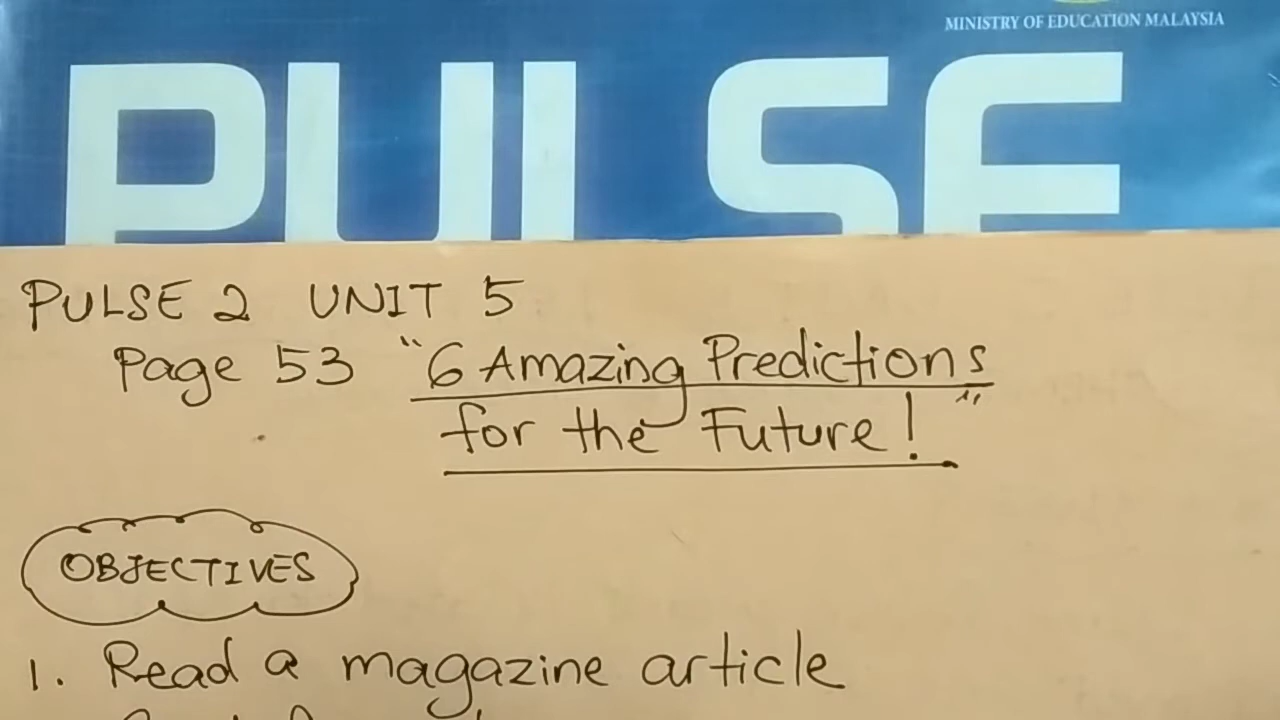 MINISTRY OF EDUCATION MALAYSIA
PULSE
PULSE 2 UNIT 5
Page 53 "6 Amazing Predictions
for the Future!"
OBJECTIVES
1. Read a magazine article